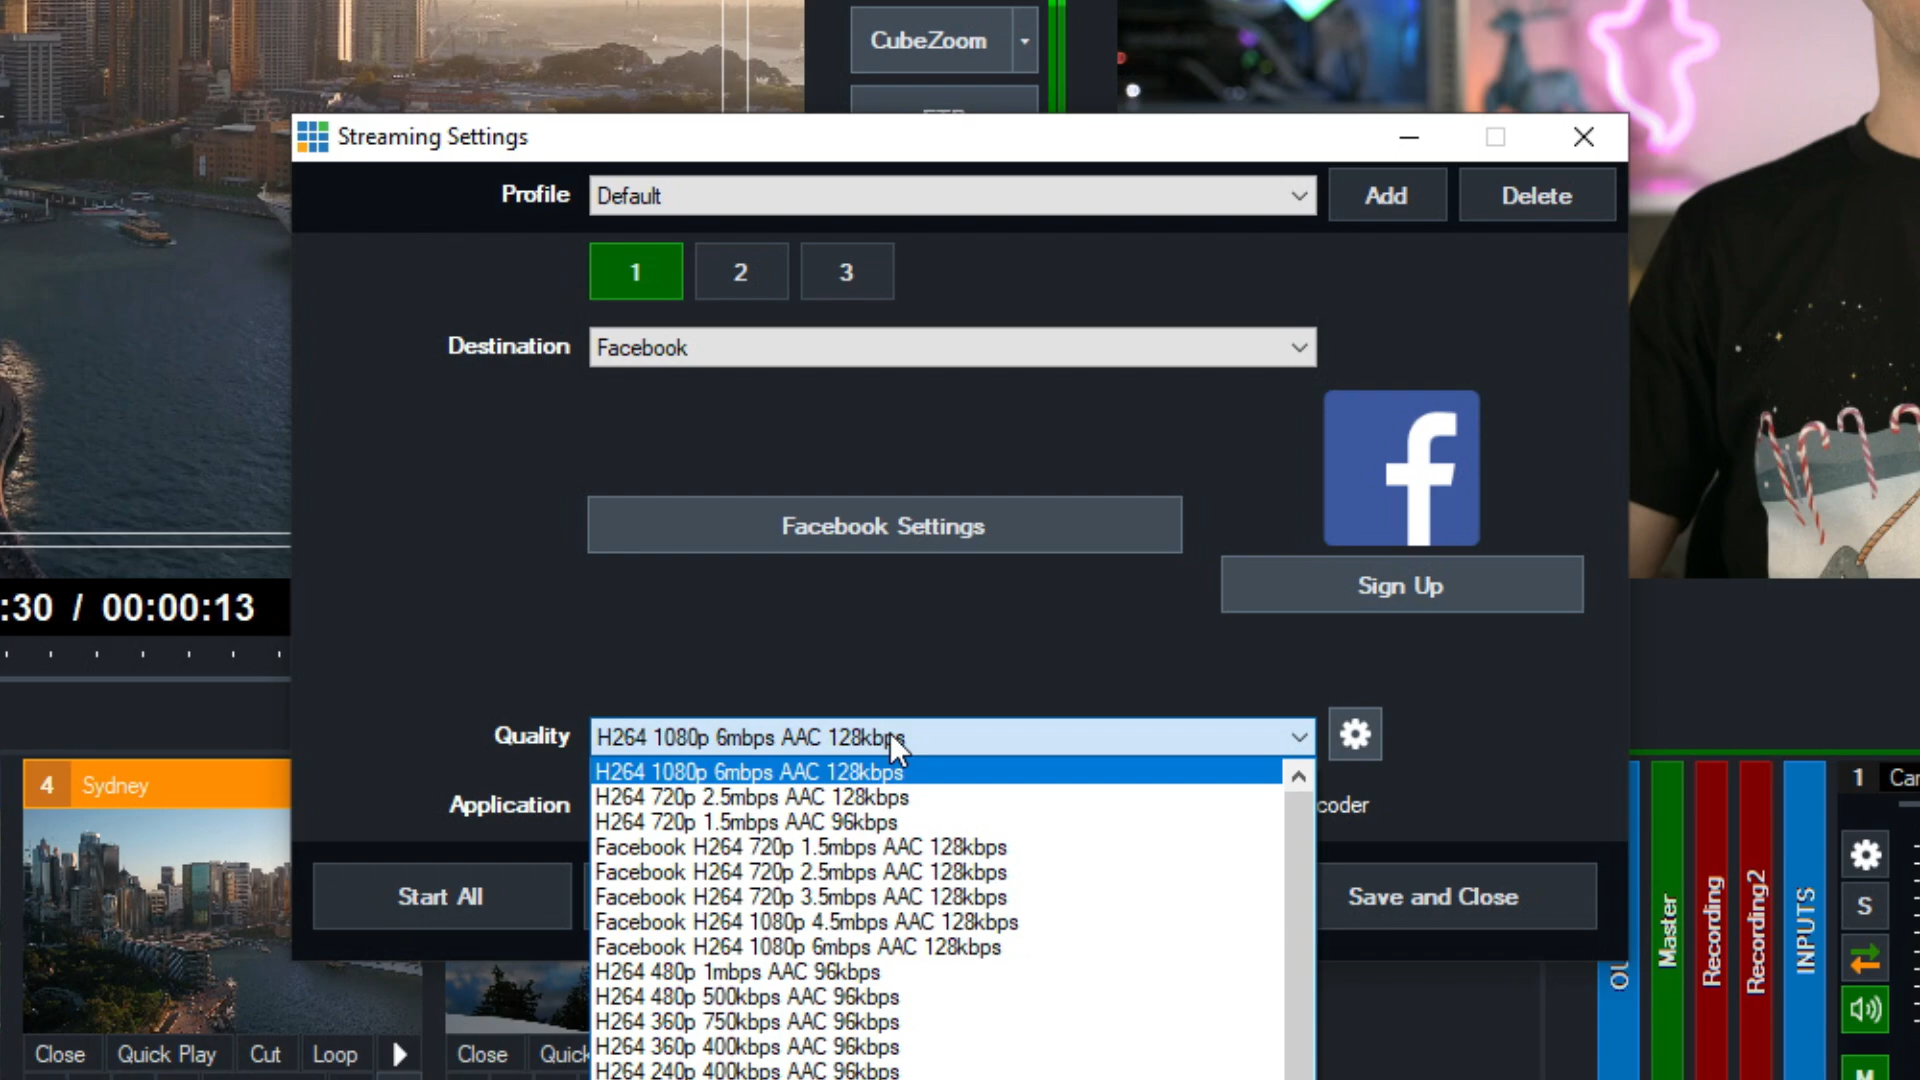 CubeZoom
Streaming Settings
Profile
Default
Add
Delete
1
2
3
Destination
Facebook
f
Facebook Settings
Sign Up
:30 / 00:00:13
Quality
H264 1080p 6mbps AAC 128kbps
H264 1080p 6mbps AAC 128kbps
H264 720p 2.5mbps AAC 128kbps
H264 720p 1.5mbps AAC 96kbps
Facebook H264 720p 1.5mbps AAC 128kbps
Facebook H264 720p 2.5mbps AAC 128kbps
Facebook H264 720p 3.5mbps AAC 128kbps
Facebook H264 1080p 4.5mbps AAC 128kbps
Facebook H264 1080p 6mbps AAC 128kbps
H264 480p 1mbps AAC 96kbps
H264 480p 500kbps AAC 96kbps
H264 360p 750kbps AAC 96kbps
H264 360p 400kbps AAC 96kbps
H264 240p 400kbps AAC 96kbps
Application
coder
Start All
Save and Close
4 Sydney
Close
Quick Play
Cut
Loop
Close
Quick
OU
Master
Recording
Recording2
INPUTS
1
Car
S
M